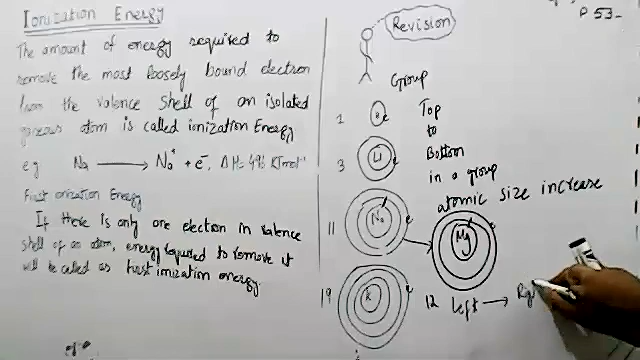 Ionization Energy
The amount of energy required to
remove the most loosely bound electron
from the valence shell of an isolated
gaseous atom is called ionization Energy
eg Na → Na⁺ + e⁻, ΔH = 496 KJmol⁻¹
First ionization Energy
If there is only one electron in valence
shell of an atom, energy required to remove it
will be called as first ionization energy.
Revision
P 53-
Group
1
3 Li
11 Na
19 K
Top
to
Bottom
in a group
atomic size increase
Mg
12 Left → Rig